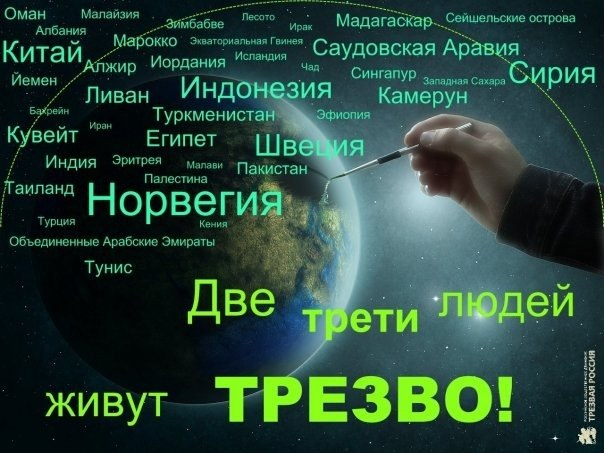 Оман Малайзия Зимбабве Лесото Ирак Мадагаскар Сейшельские острова
Албания Марокко Экваториальная Гвинея Саудовская Аравия
Китай Алжир Иордания Исландия Чад Сингапур Западная Сахара Сирия
Йемен Ливан Индонезия Камерун
Бахрейн Иран Туркменистан Эфиопия
Кувейт Египет Швеция
Индия Эритрея Малави Пакистан
Таиланд Норвегия Палестина
Турция Кения
Объединенные Арабские Эмираты
Тунис
Две трети людей
живут ТРЕЗВО!
ТРЕЗВАЯ РОССИЯ